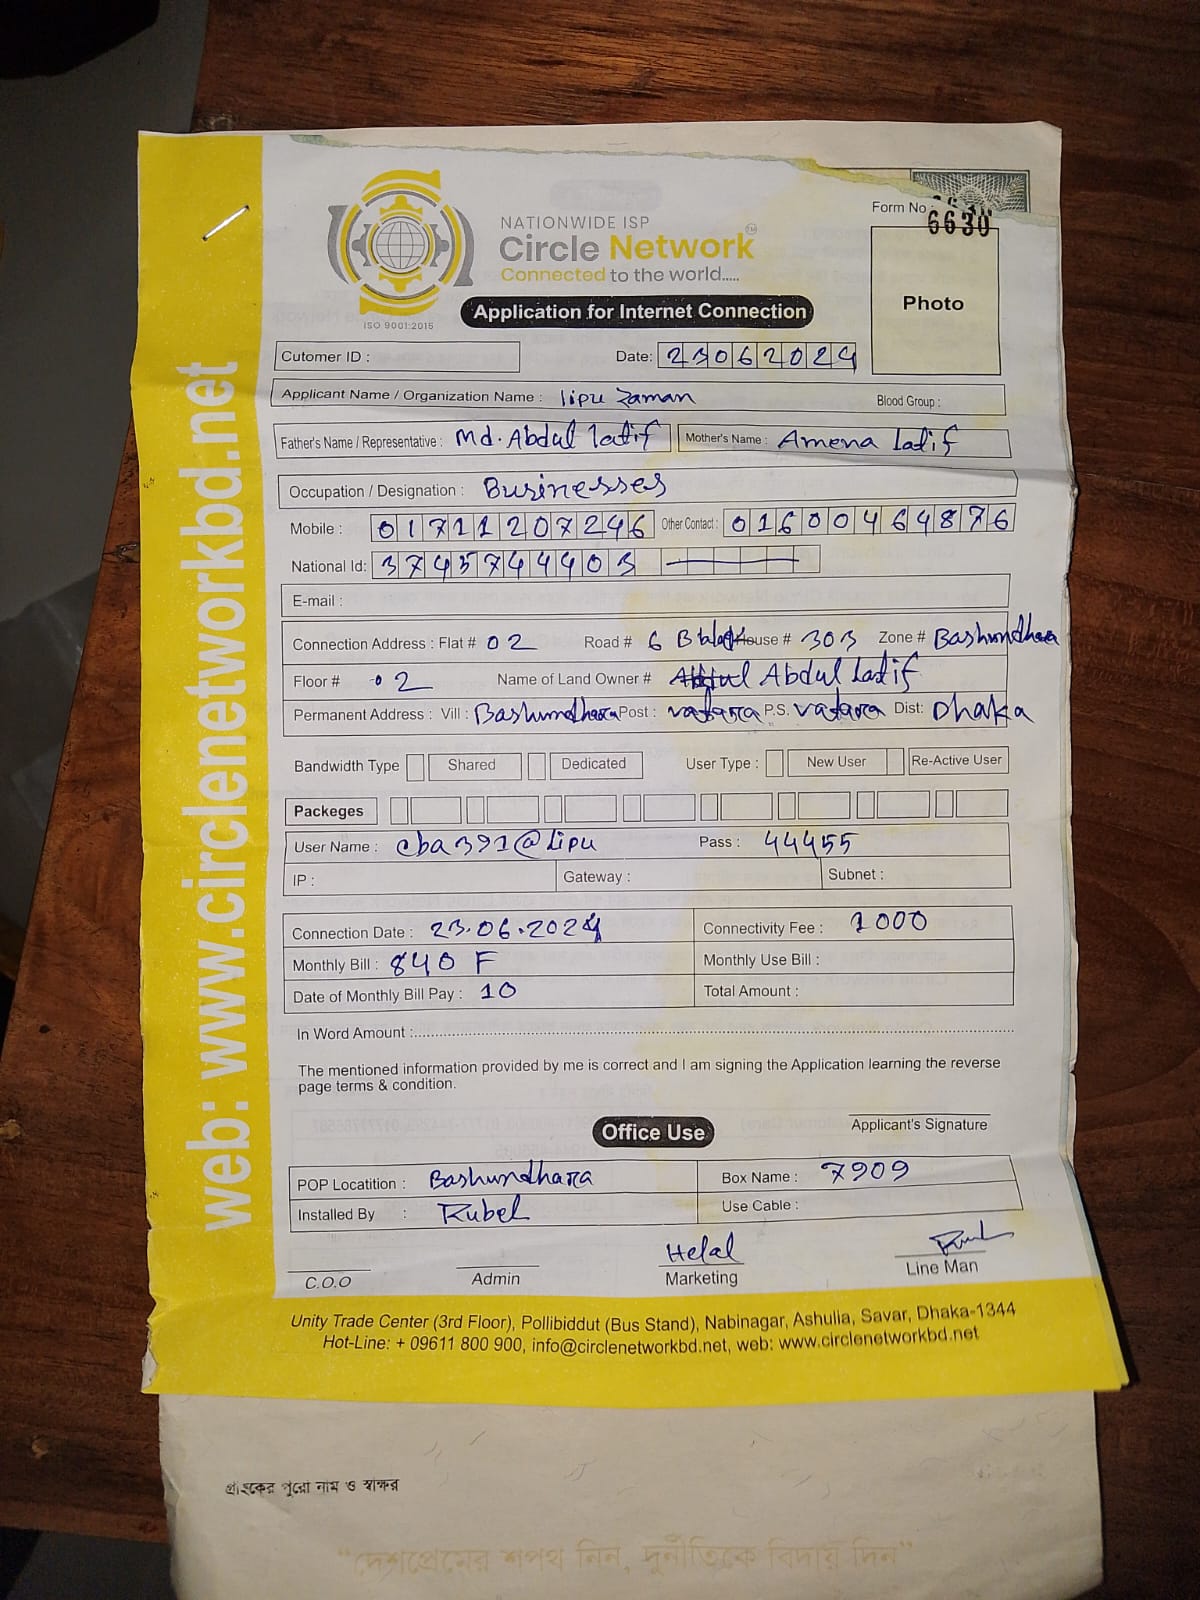 web: www.circlenetworkbd.net
NATIONWIDE ISP
Circle Network TM
Connected to the world.....
ISO 9001:2015
Application for Internet Connection
Form No : 6630
Photo
Cutomer ID :
Date: 23062024
Applicant Name / Organization Name : lipu Zaman Blood Group :
Father's Name / Representative : Md. Abdul latif Mother's Name : Amena latif
Occupation / Designation : Businesses
Mobile : 01711207246 Other Contact : 01600464876
National Id: 3745744403
E-mail :
Connection Address : Flat # 02 Road # 6 B block House # 303 Zone # Bashundhara
Floor # 02 Name of Land Owner # Abdul Latif
Permanent Address : Vill : Bashundhara Post : vatara P.S. vatara Dist: Dhaka
Bandwidth Type Shared Dedicated User Type : New User Re-Active User
Packeges
User Name : cba391@Lipu Pass : 44455
IP : Gateway : Subnet :
Connection Date : 23.06.2024 Connectivity Fee : 1000
Monthly Bill : 840 F Monthly Use Bill :
Date of Monthly Bill Pay : 10 Total Amount :
In Word Amount :
The mentioned information provided by me is correct and I am signing the Application learning the reverse
page terms & condition.
Applicant's Signature
Office Use
POP Locatition : Bashundhara Box Name : 7909
Installed By : Rubel Use Cable :
Helal
C.O.O Admin Marketing Line Man
Unity Trade Center (3rd Floor), Pollibiddut (Bus Stand), Nabinagar, Ashulia, Savar, Dhaka-1344
Hot-Line: + 09611 800 900, info@circlenetworkbd.net, web: www.circlenetworkbd.net
গ্রাহকের পুরো নাম ও স্বাক্ষর
"দেশপ্রেমের শপথ নিন, দুর্নীতিকে বিদায় দিন"